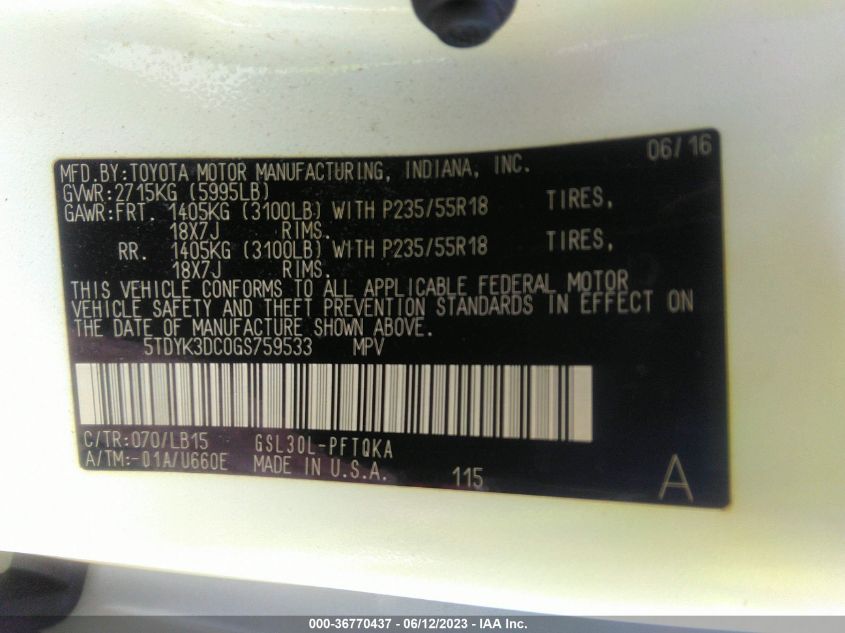 06/16
MFD.BY:TOYOTA MOTOR MANUFACTURING, INDIANA, INC.
GVWR:2715KG (5995LB)
GAWR:FRT. 1405KG (3100LB) WITH P235/55R18 TIRES,
18X7J RIMS.
RR. 1405KG (3100LB) WITH P235/55R18 TIRES,
18X7J RIMS.
THIS VEHICLE CONFORMS TO ALL APPLICABLE FEDERAL MOTOR
VEHICLE SAFETY AND THEFT PREVENTION STANDARDS IN EFFECT ON
THE DATE OF MANUFACTURE SHOWN ABOVE.
5TDYK3DC0GS759533 MPV
C/TR:070/LB15 GSL30L-PFTQKA
A/TM:-01A/U660E MADE IN U.S.A. 115 A
000-36770437 - 06/12/2023 - IAA Inc.